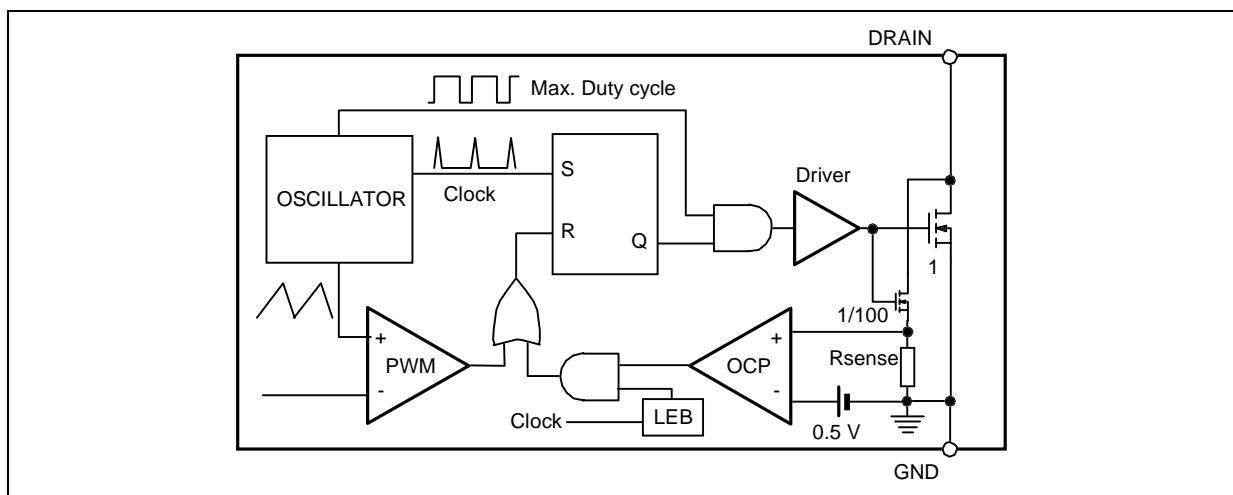 DRAIN
Max. Duty cycle
OSCILLATOR
Clock
S
R
Q
Driver
1
1/100
+
PWM
-
+
OCP
-
Rsense
Clock
LEB
0.5 V
GND